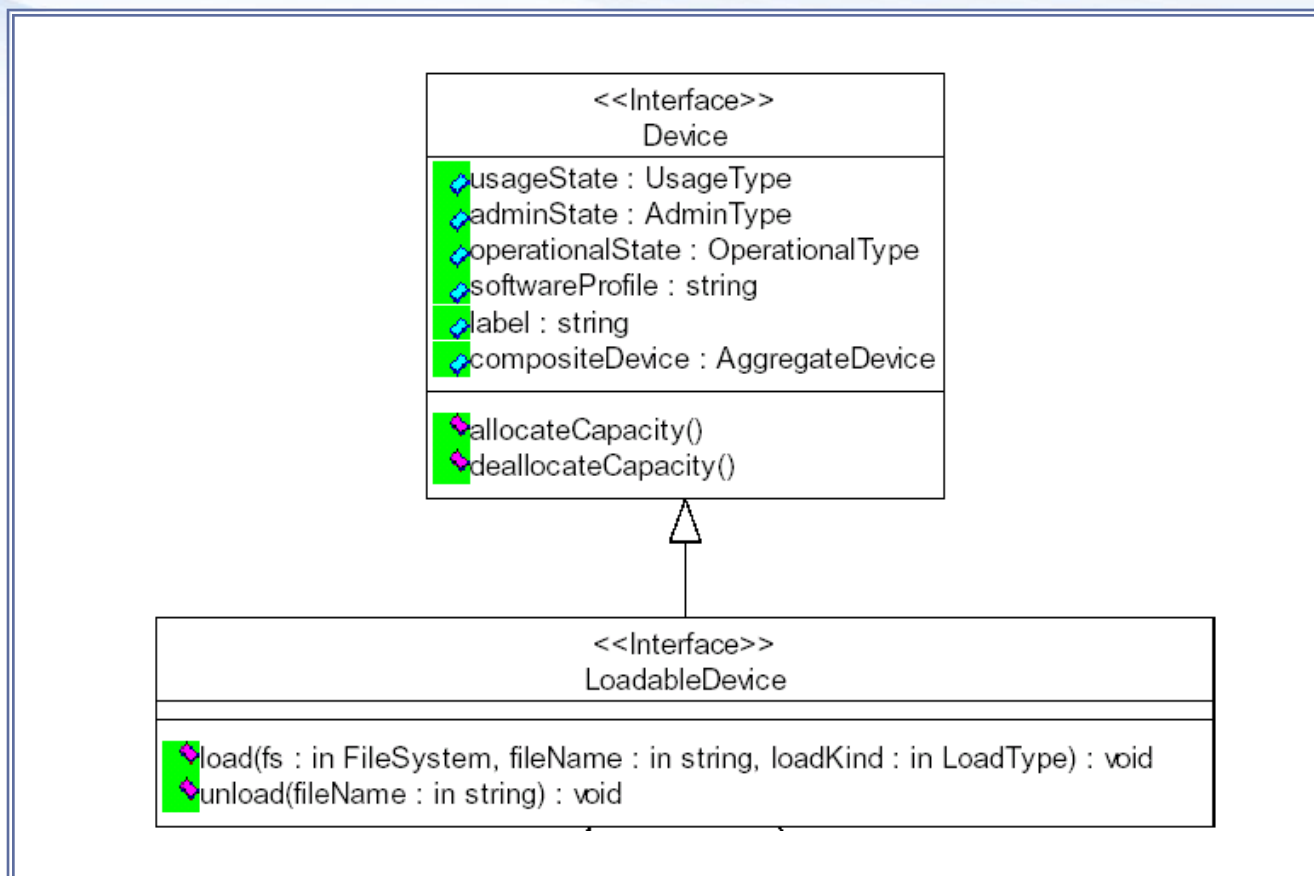 <<Interface>>
Device
usageState : UsageType
adminState : AdminType
operationalState : OperationalType
softwareProfile : string
label : string
compositeDevice : AggregateDevice
allocateCapacity()
deallocateCapacity()
<<Interface>>
LoadableDevice
load(fs : in FileSystem, fileName : in string, loadKind : in LoadType) : void
unload(fileName : in string) : void